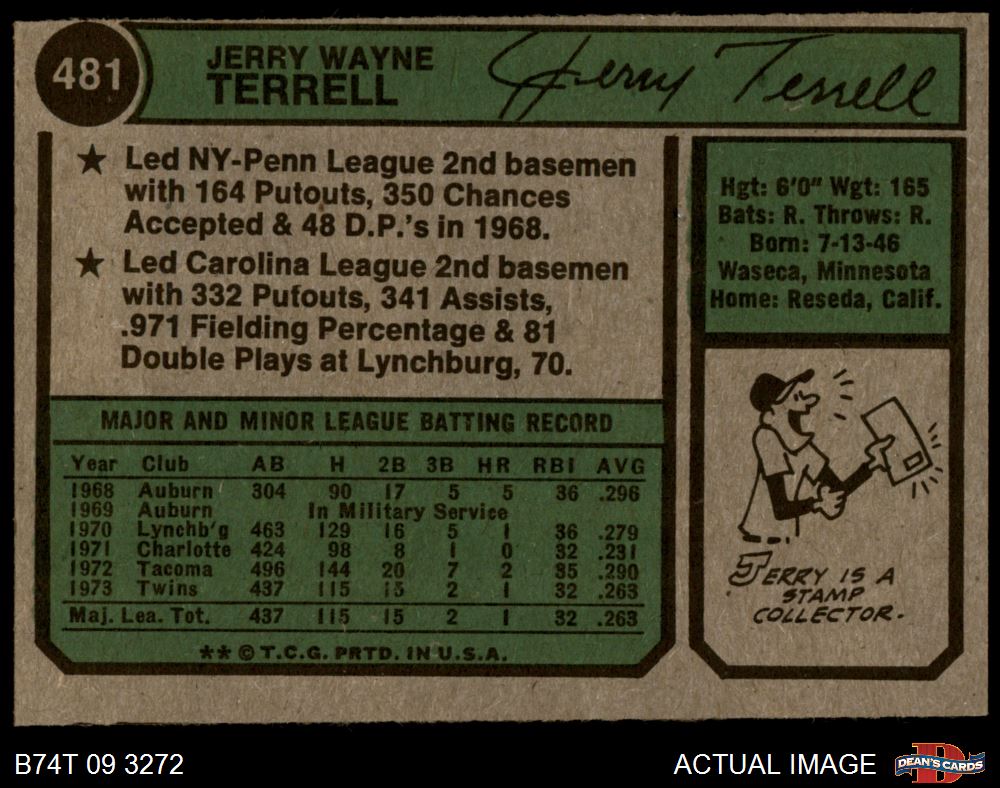 481
JERRY WAYNE
TERRELL
Jerry Terrell
★ Led NY-Penn League 2nd basemen
with 164 Putouts, 350 Chances
Accepted & 48 D.P.'s in 1968.
★ Led Carolina League 2nd basemen
with 332 Putouts, 341 Assists,
.971 Fielding Percentage & 81
Double Plays at Lynchburg, 70.
MAJOR AND MINOR LEAGUE BATTING RECORD
Year Club AB H 2B 3B HR RBI AVG
1968 Auburn 304 90 17 5 5 36 .296
1969 Auburn In Military Service
1970 Lynchb'g 463 129 16 5 1 36 .279
1971 Charlotte 424 98 8 1 0 32 .231
1972 Tacoma 496 144 20 7 2 35 .290
1973 Twins 437 115 15 2 1 32 .263
Maj. Lea. Tot. 437 115 15 2 1 32 .263
** © T.C.G. PRTD. IN U.S.A.
Hgt: 6'0" Wgt: 165
Bats: R. Throws: R.
Born: 7-13-46
Waseca, Minnesota
Home: Reseda, Calif.
JERRY IS A
STAMP
COLLECTOR.
B74T 09 3272
ACTUAL IMAGE
DEAN'S CARDS